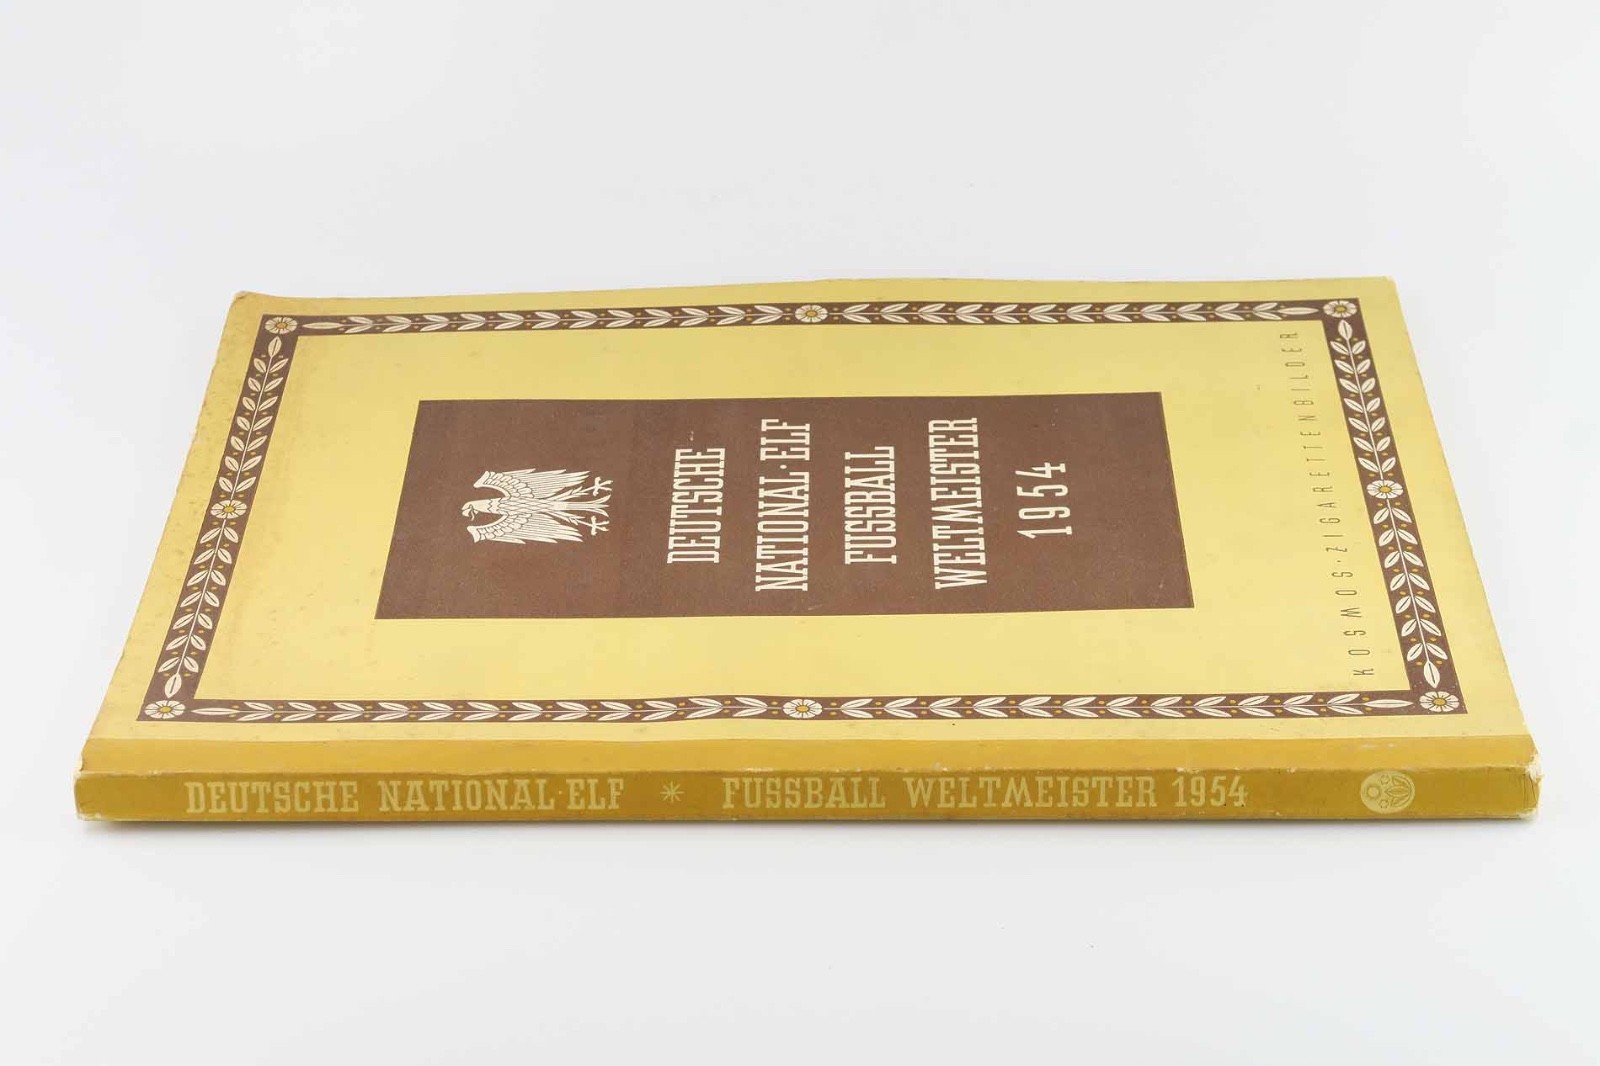 DEUTSCHE
NATIONAL·ELF
FUSSBALL
WELTMEISTER
1954
KOSMOS·ZIGARETTENBILDER
DEUTSCHE NATIONAL·ELF * FUSSBALL WELTMEISTER 1954